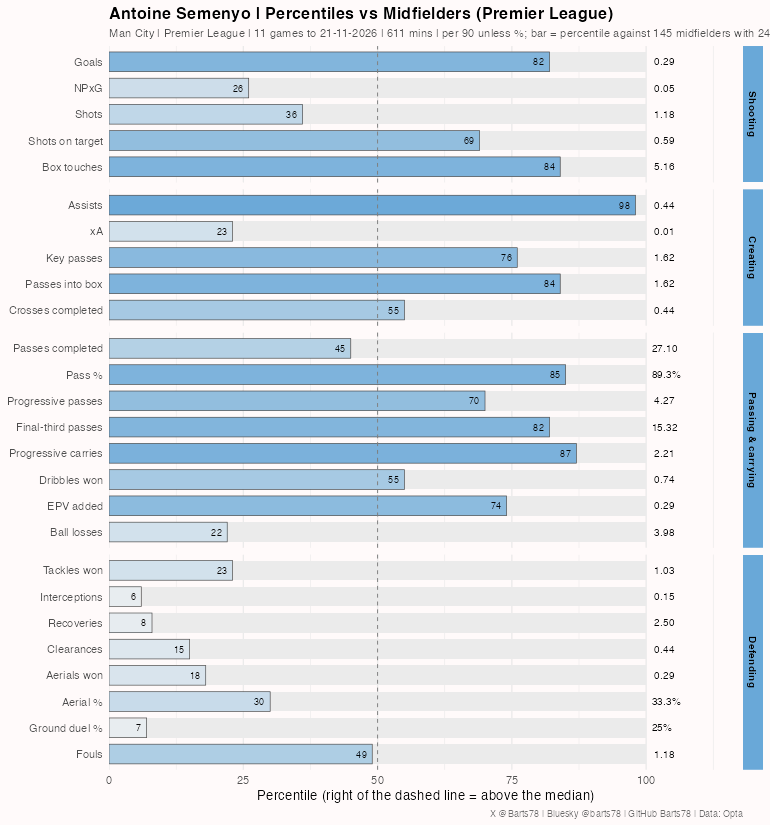 Antoine Semenyo | Percentiles vs Midfielders (Premier League)
Man City | Premier League | 11 games to 21-11-2026 | 611 mins | per 90 unless %; bar = percentile against 145 midfielders with 24
Goals 82 0.29
NPxG 26 0.05
Shots 36 1.18
Shots on target 69 0.59
Box touches 84 5.16
Shooting
Assists 98 0.44
xA 23 0.01
Key passes 76 1.62
Passes into box 84 1.62
Crosses completed 55 0.44
Creating
Passes completed 45 27.10
Pass % 85 89.3%
Progressive passes 70 4.27
Final-third passes 82 15.32
Progressive carries 87 2.21
Dribbles won 55 0.74
EPV added 74 0.29
Ball losses 22 3.98
Passing & carrying
Tackles won 23 1.03
Interceptions 6 0.15
Recoveries 8 2.50
Clearances 15 0.44
Aerials won 18 0.29
Aerial % 30 33.3%
Ground duel % 7 25%
Fouls 49 1.18
Defending
0 25 50 75 100
Percentile (right of the dashed line = above the median)
X @Barts78 | Bluesky @barts78 | GitHub Barts78 | Data: Opta